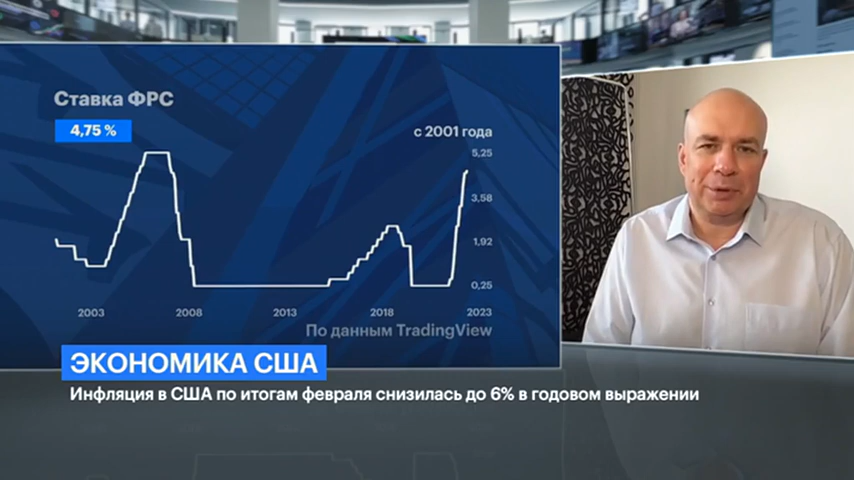 Ставка ФРС
4,75 %
с 2001 года
5,25
3,58
1,92
0,25
2003 2008 2013 2018 2023
По данным TradingView
ЭКОНОМИКА США
Инфляция в США по итогам февраля снизилась до 6% в годовом выражении